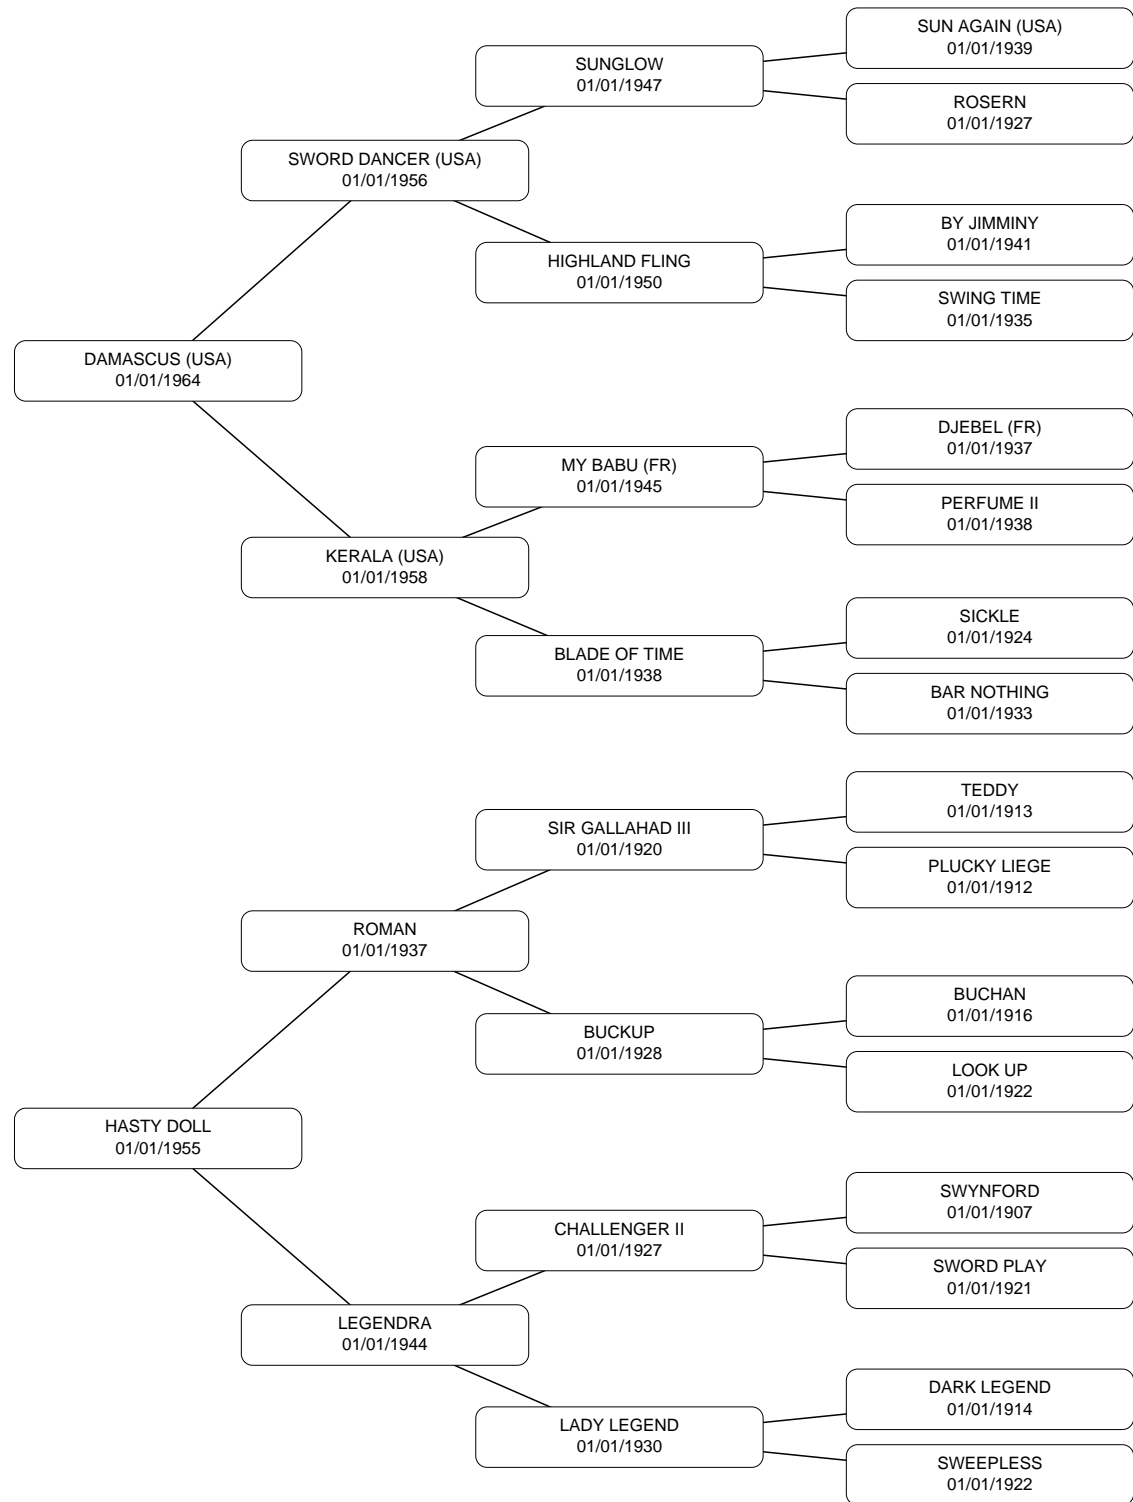 SUN AGAIN (USA)
01/01/1939
SUNGLOW
01/01/1947
ROSERN
01/01/1927
SWORD DANCER (USA)
01/01/1956
BY JIMMINY
01/01/1941
HIGHLAND FLING
01/01/1950
SWING TIME
01/01/1935
DAMASCUS (USA)
01/01/1964
DJEBEL (FR)
01/01/1937
MY BABU (FR)
01/01/1945
PERFUME II
01/01/1938
KERALA (USA)
01/01/1958
SICKLE
01/01/1924
BLADE OF TIME
01/01/1938
BAR NOTHING
01/01/1933
TEDDY
01/01/1913
SIR GALLAHAD III
01/01/1920
PLUCKY LIEGE
01/01/1912
ROMAN
01/01/1937
BUCHAN
01/01/1916
BUCKUP
01/01/1928
LOOK UP
01/01/1922
HASTY DOLL
01/01/1955
SWYNFORD
01/01/1907
CHALLENGER II
01/01/1927
SWORD PLAY
01/01/1921
LEGENDRA
01/01/1944
DARK LEGEND
01/01/1914
LADY LEGEND
01/01/1930
SWEEPLESS
01/01/1922